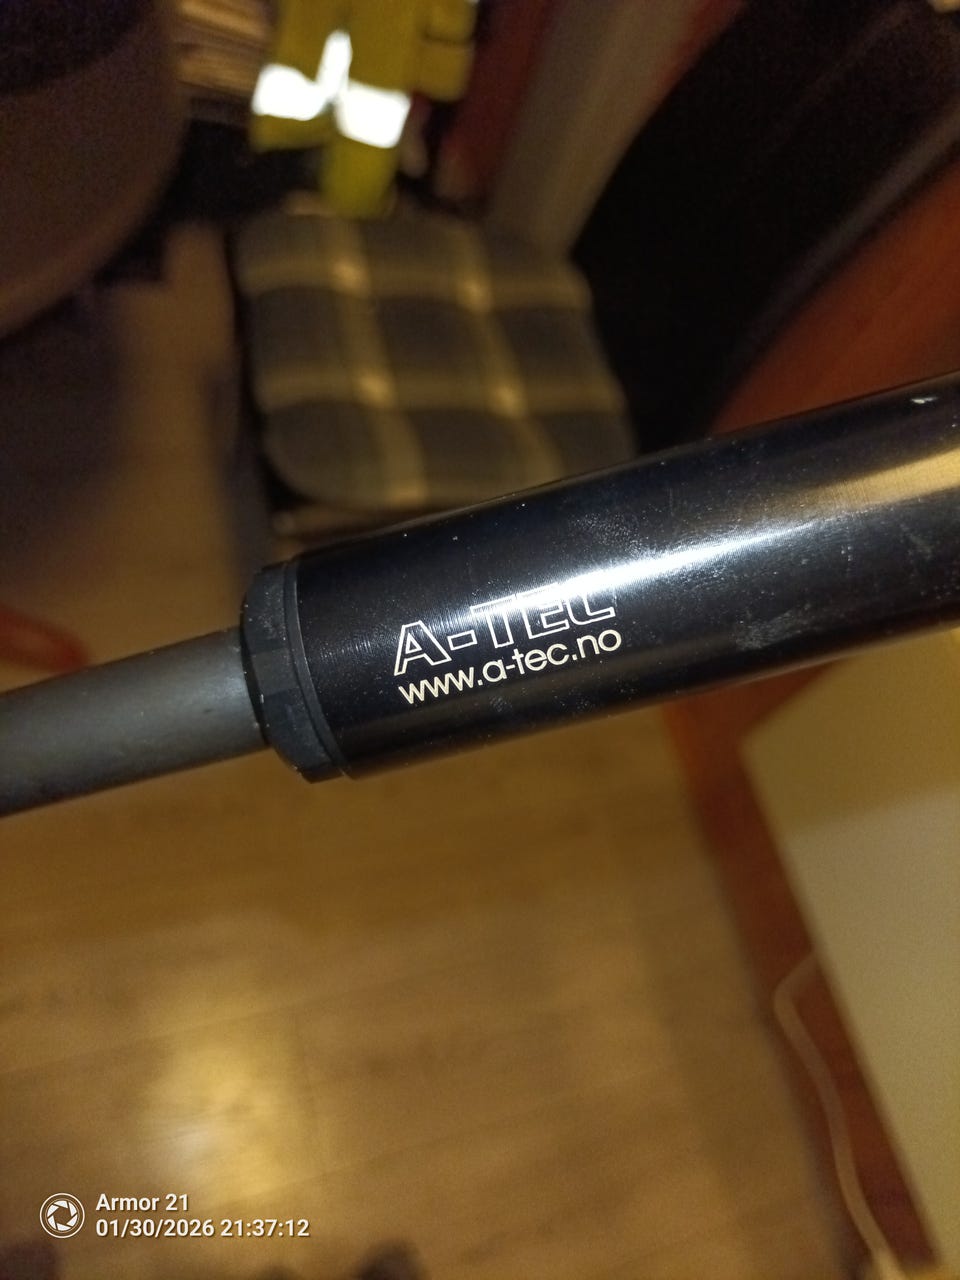 A-TEC
www.a-tec.no
Armor 21
01/30/2026 21:37:12